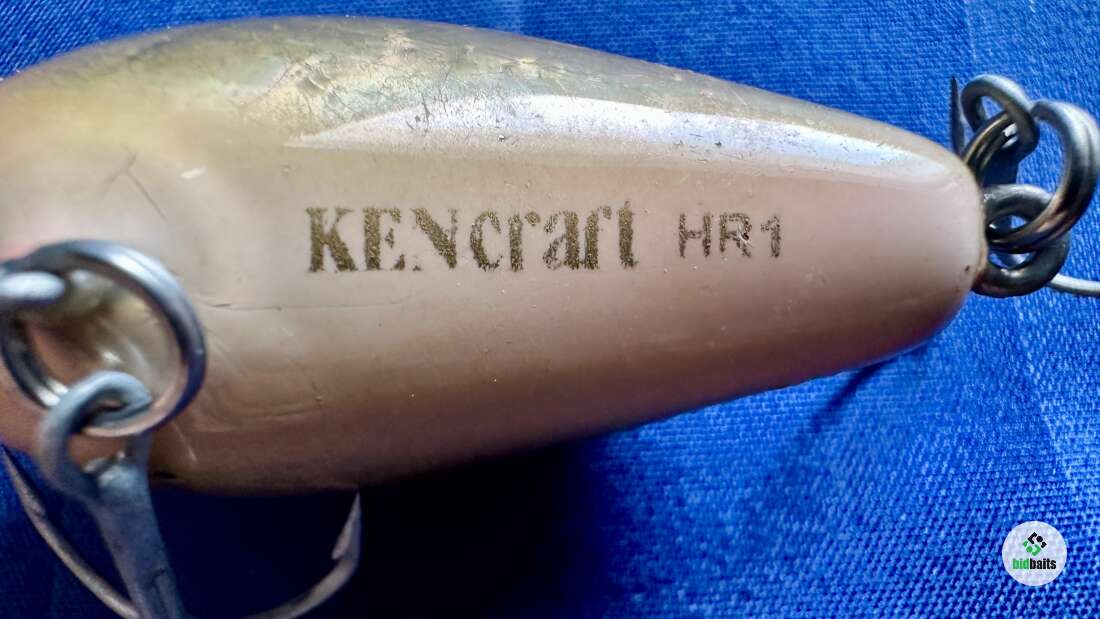 KENcraft HR1
bidbaits